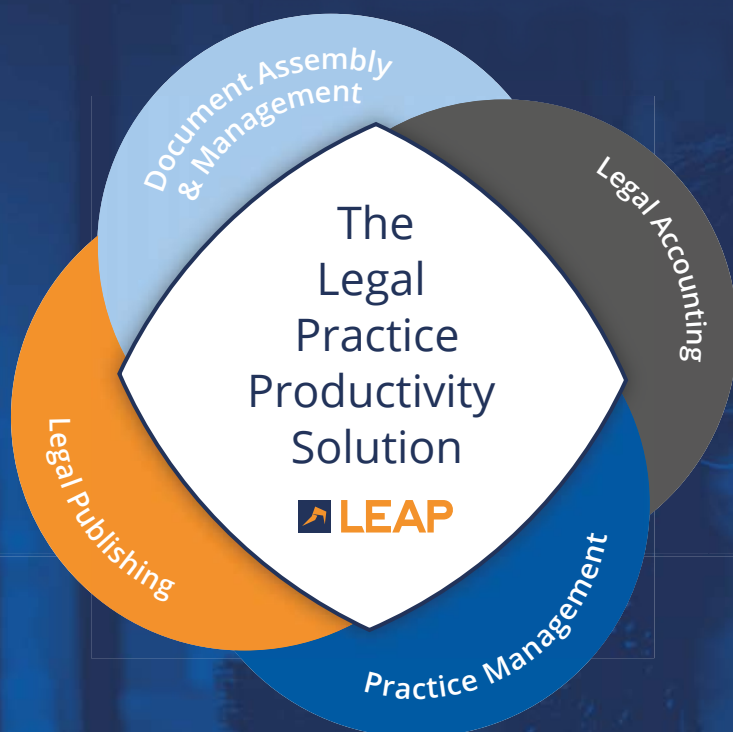 Document Assembly
& Management
Legal Accounting
The
Legal
Practice
Productivity
Solution
LEAP
Legal Publishing
Practice Management